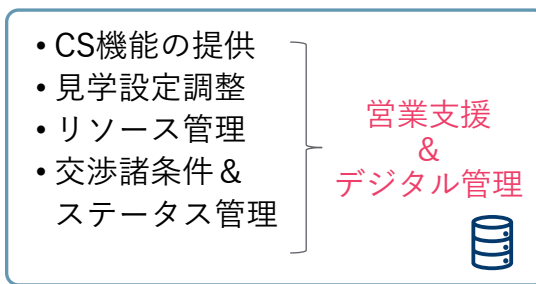 • CS機能の提供
• 見学設定調整
• リソース管理
• 交渉諸条件＆
ステータス管理
営業支援
＆
デジタル管理